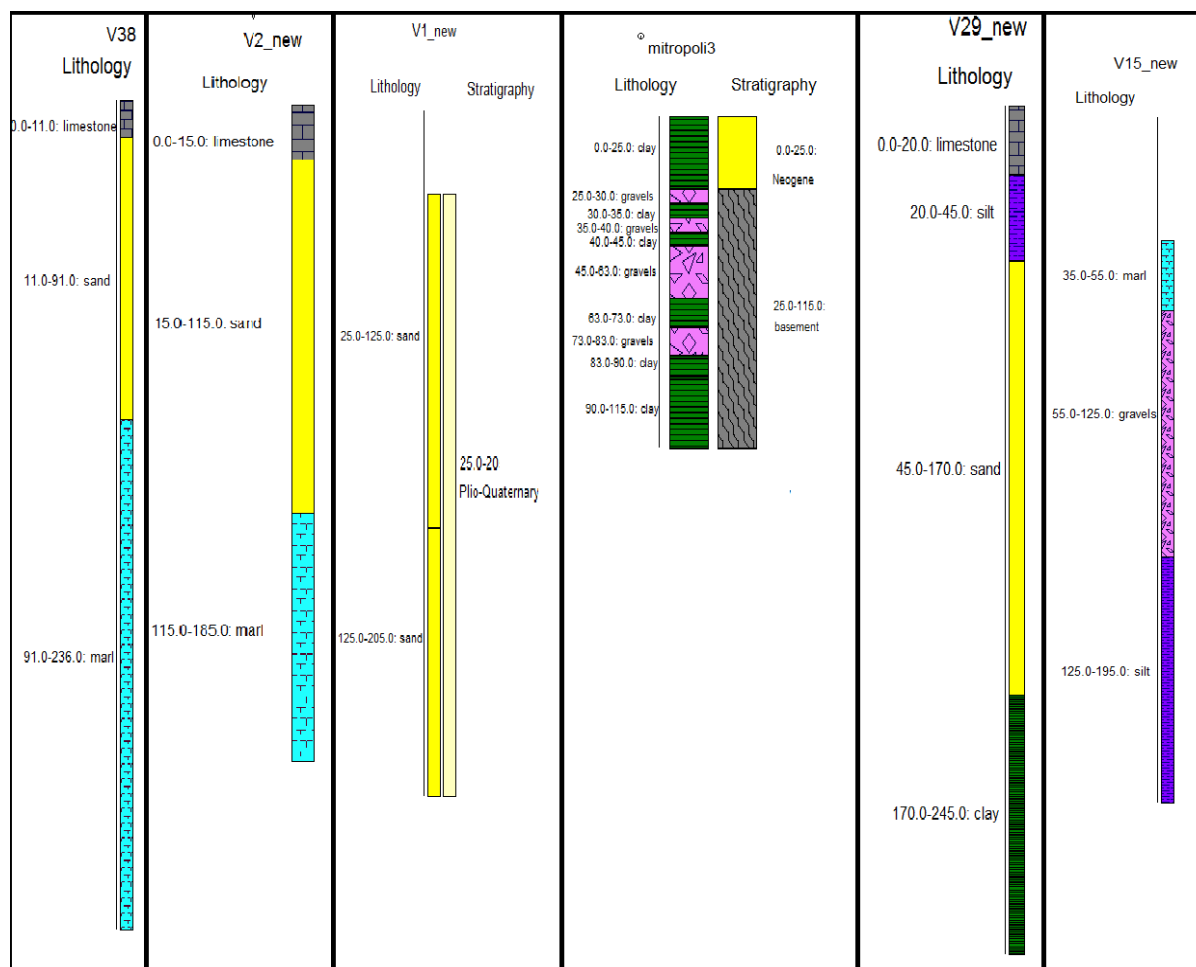 V38
Lithology
0.0-11.0: limestone
11.0-91.0: sand
91.0-236.0: marl
V2_new
Lithology
0.0-15.0: limestone
15.0-115.0: sand
115.0-185.0: marl
V1_new
Lithology Stratigraphy
25.0-125.0: sand
25.0-20
Plio-Quaternary
125.0-205.0: sand
mitropoli3
Lithology Stratigraphy
0.0-25.0: clay
0.0-25.0:
Neogene
25.0-30.0: gravels
30.0-35.0: clay
35.0-40.0: gravels
40.0-45.0: clay
45.0-63.0: gravels
63.0-73.0: clay
73.0-83.0: gravels
83.0-90.0: clay
90.0-115.0: clay
25.0-115.0:
basement
V29_new
Lithology
0.0-20.0: limestone
20.0-45.0: silt
45.0-170.0: sand
170.0-245.0: clay
V15_new
Lithology
35.0-55.0: marl
55.0-125.0: gravels
125.0-195.0: silt